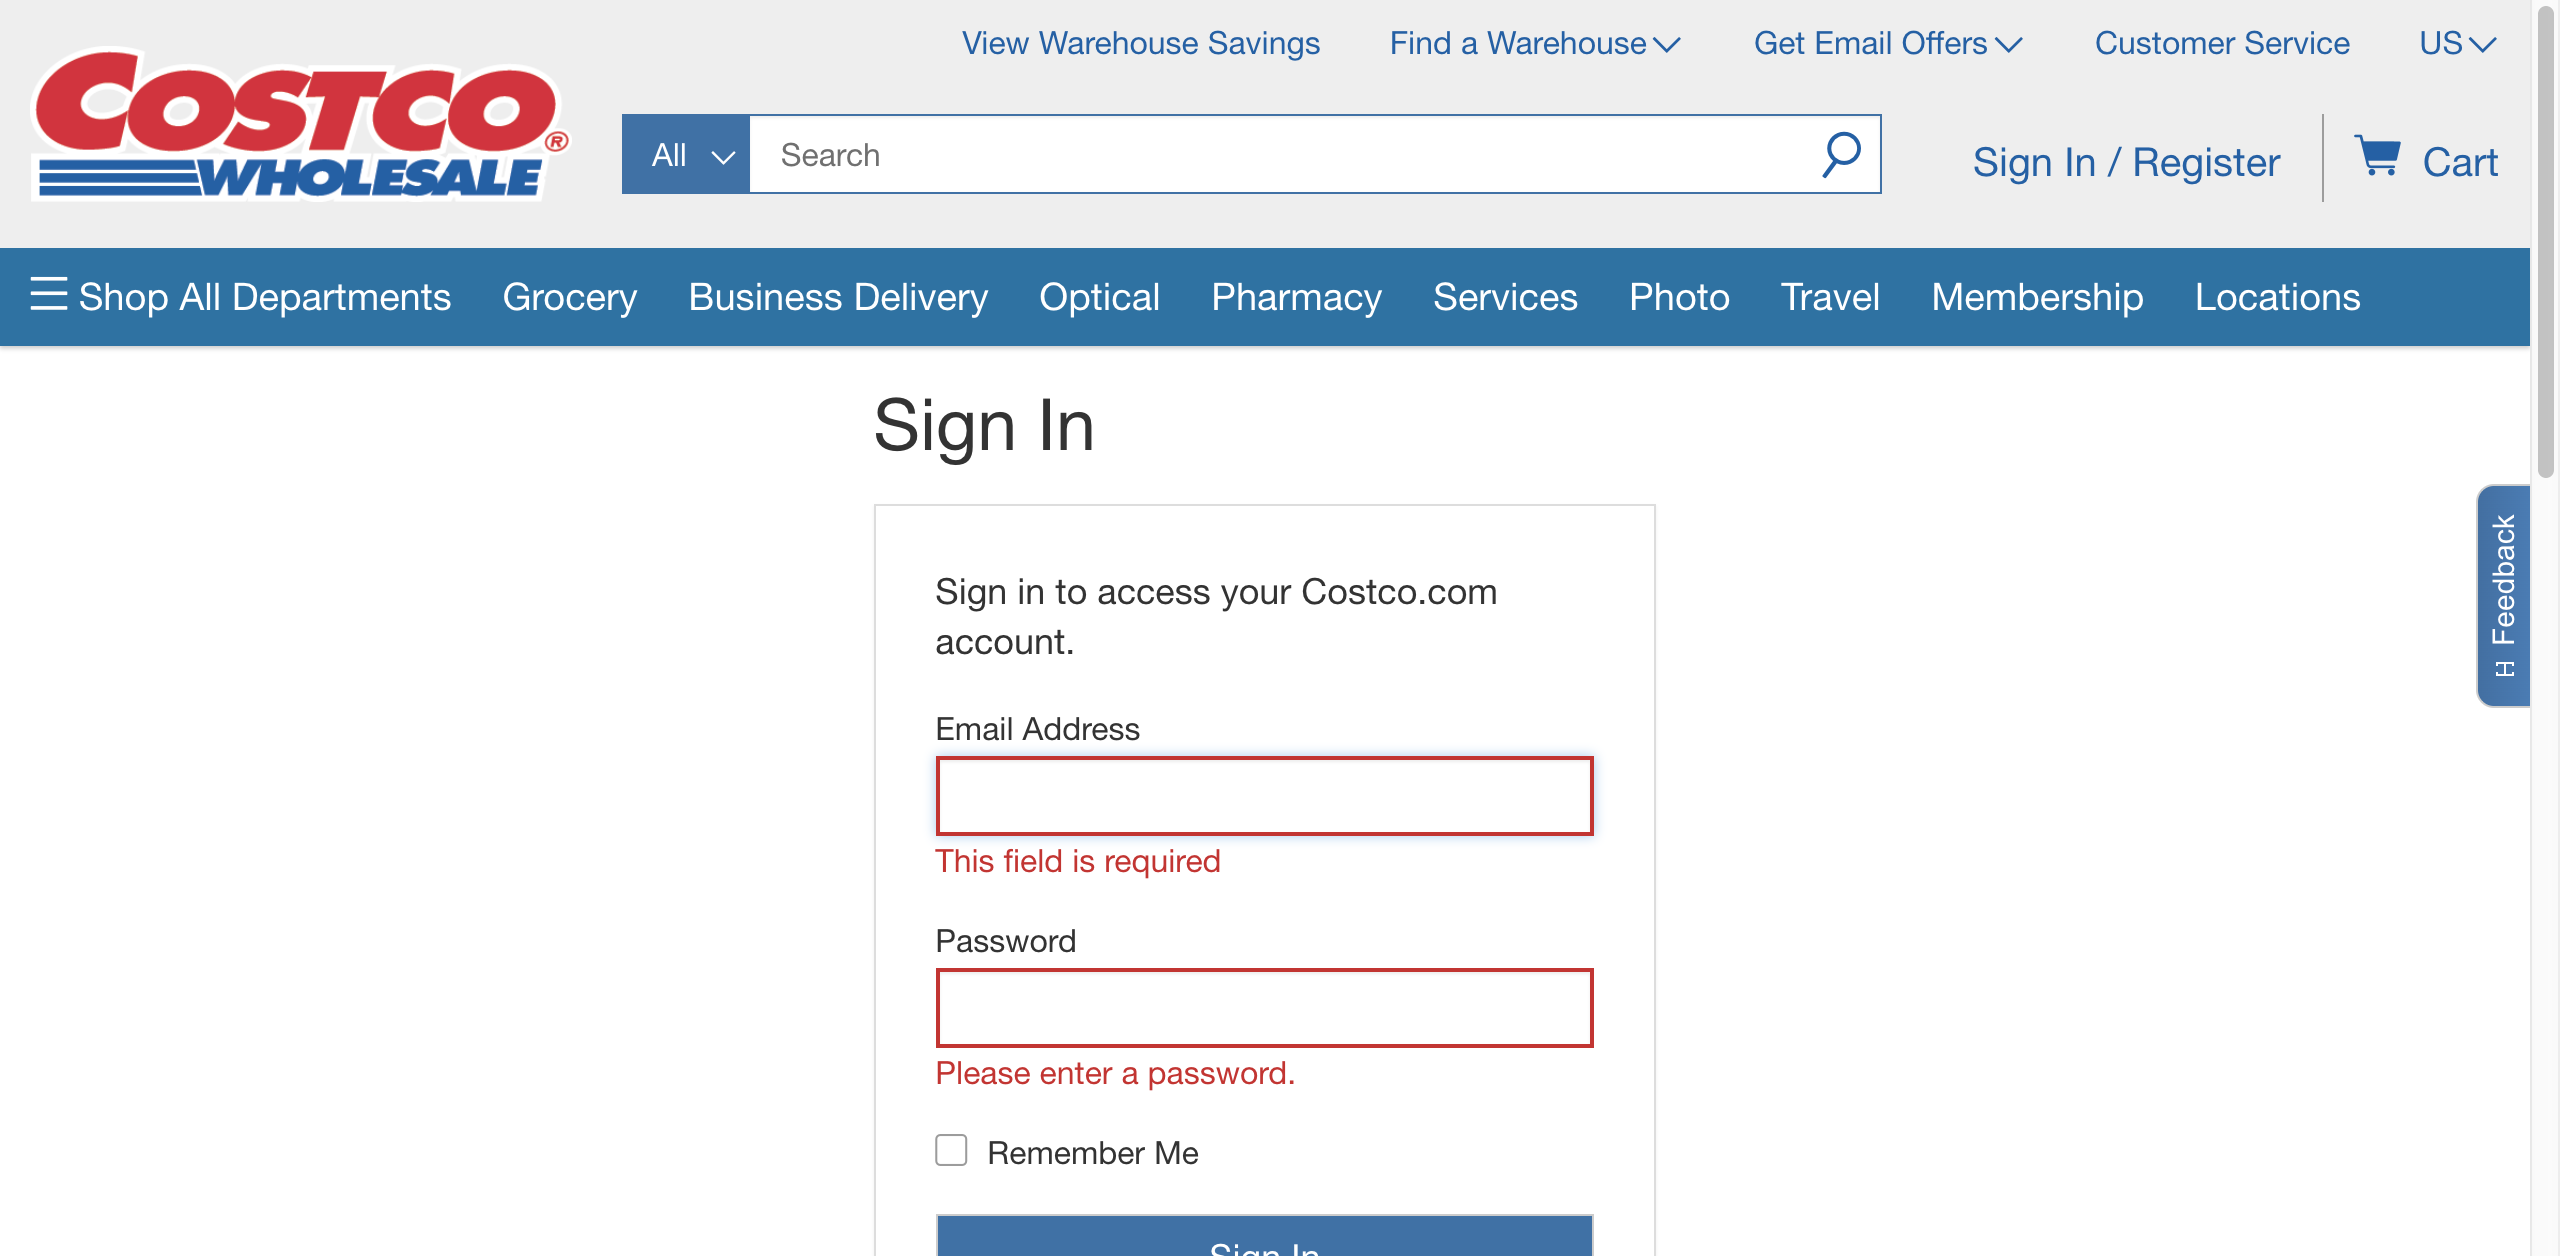 View Warehouse Savings Find a Warehouse Get Email Offers Customer Service US
COSTCO®
WHOLESALE
All Search
Sign In / Register Cart
Shop All Departments Grocery Business Delivery Optical Pharmacy Services Photo Travel Membership Locations
Sign In
Sign in to access your Costco.com
account.
Feedback
Email Address
This field is required
Password
Please enter a password.
Remember Me
Sign In